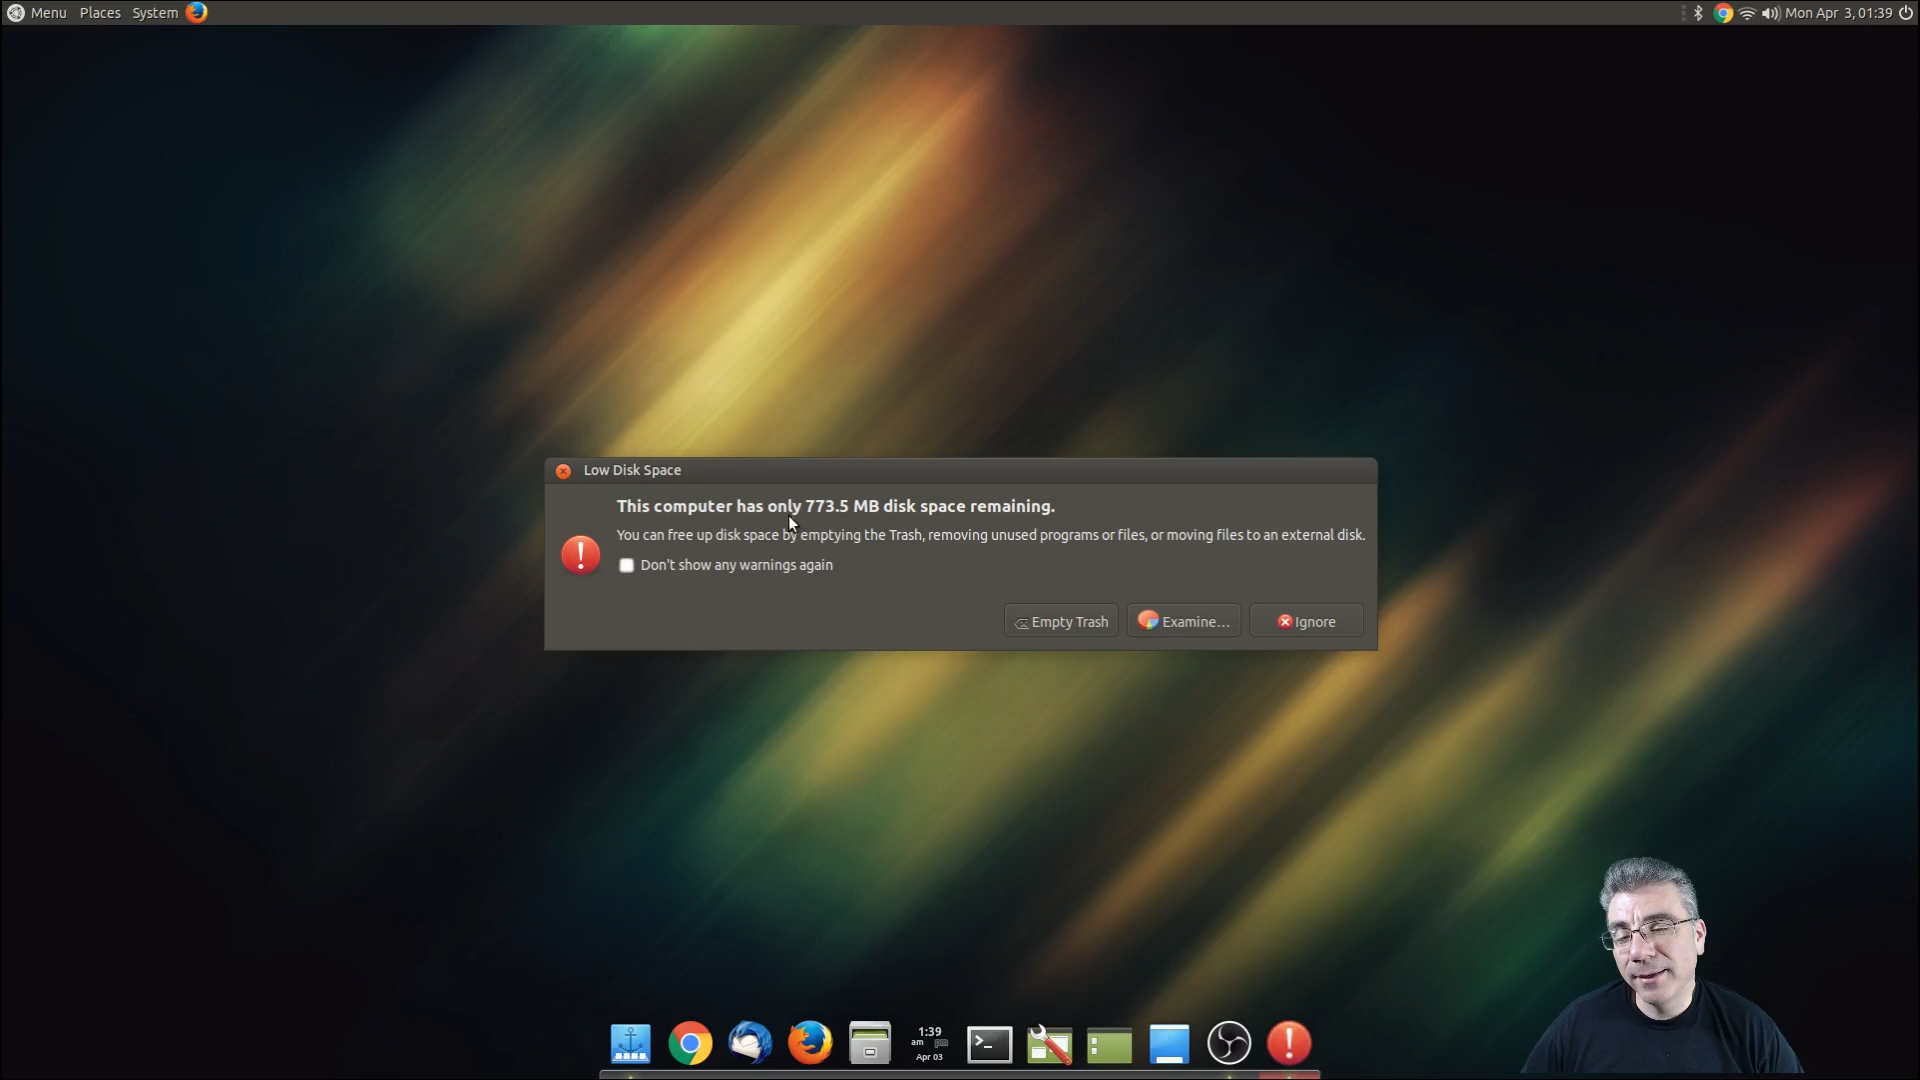 Menu Places System
Mon Apr 3, 01:39
Low Disk Space
This computer has only 773.5 MB disk space remaining.
You can free up disk space by emptying the Trash, removing unused programs or files, or moving files to an external disk.
Don't show any warnings again
Empty Trash Examine... Ignore
1:39
am pm
Apr 03